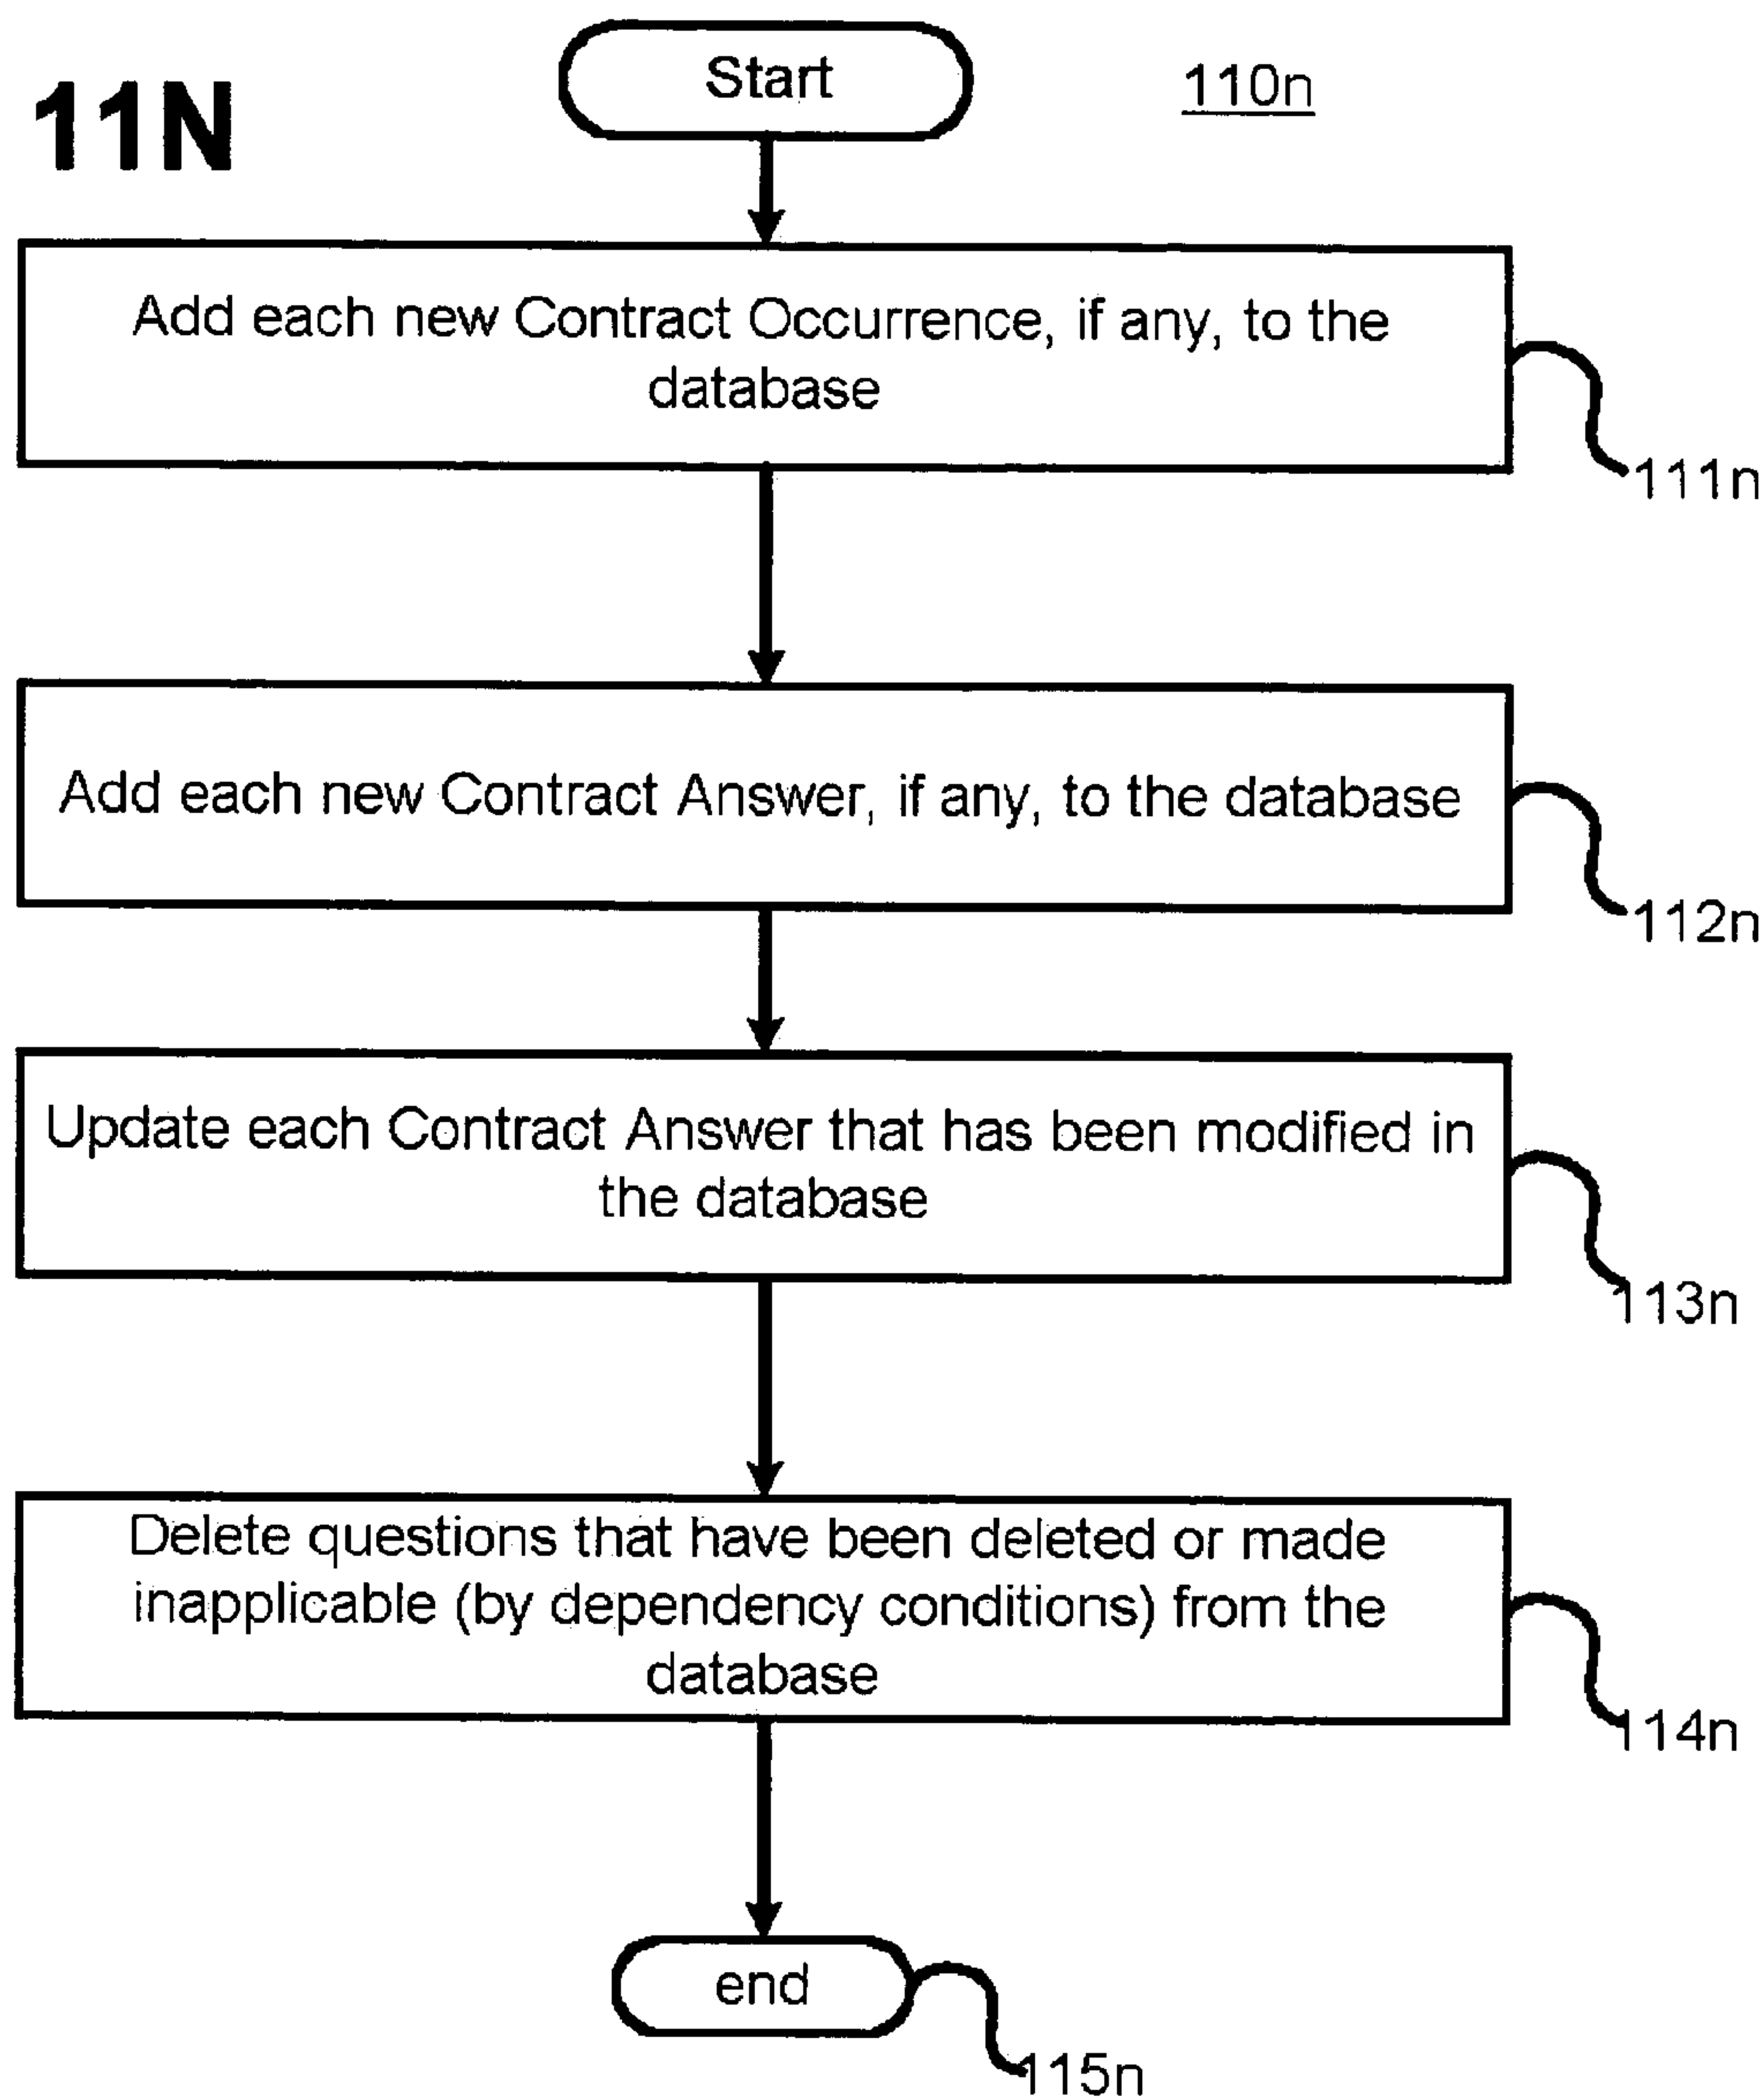 Start
110n
11N
Add each new Contract Occurrence, if any, to the
database
111n
Add each new Contract Answer, if any, to the database
112n
Update each Contract Answer that has been modified in
the database
113n
Delete questions that have been deleted or made
inapplicable (by dependency conditions) from the
database
114n
end
115n